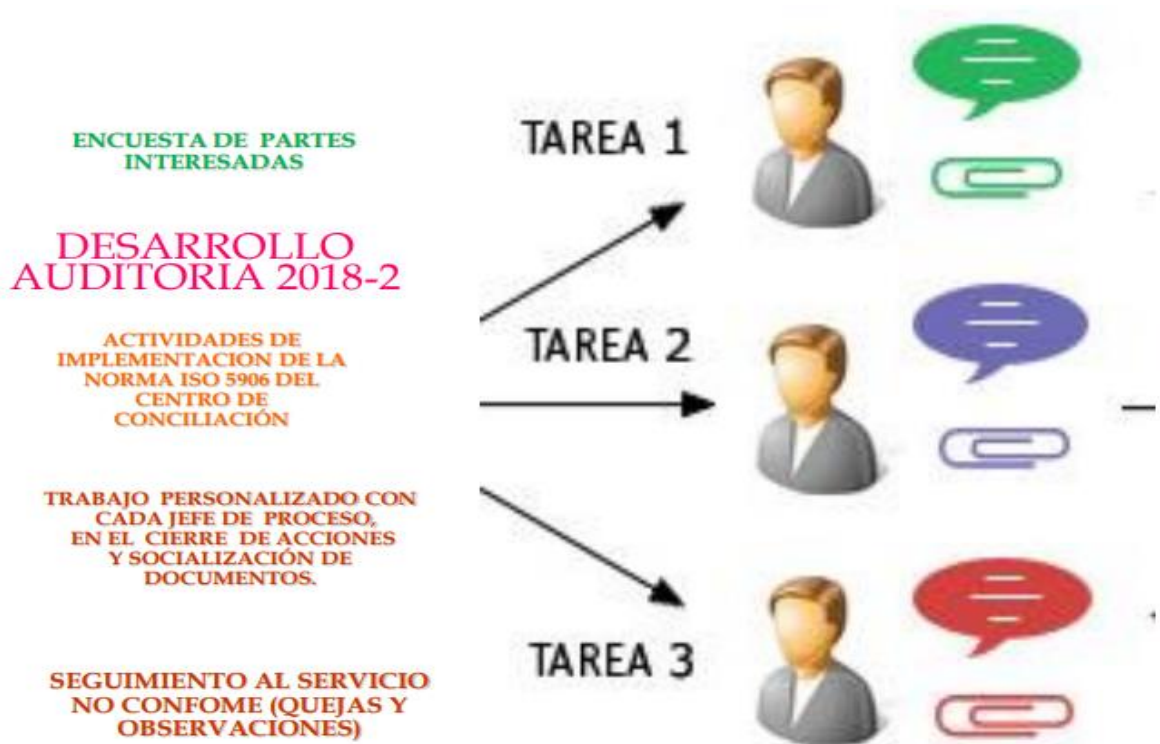 ENCUESTA DE PARTES
INTERESADAS
DESARROLLO
AUDITORIA 2018-2
ACTIVIDADES DE
IMPLEMENTACION DE LA
NORMA ISO 5906 DEL
CENTRO DE
CONCILIACIÓN
TRABAJO PERSONALIZADO CON
CADA JEFE DE PROCESO,
EN EL CIERRE DE ACCIONES
Y SOCIALIZACIÓN DE
DOCUMENTOS.
SEGUIMIENTO AL SERVICIO
NO CONFOME (QUEJAS Y
OBSERVACIONES)
TAREA 1
TAREA 2
TAREA 3